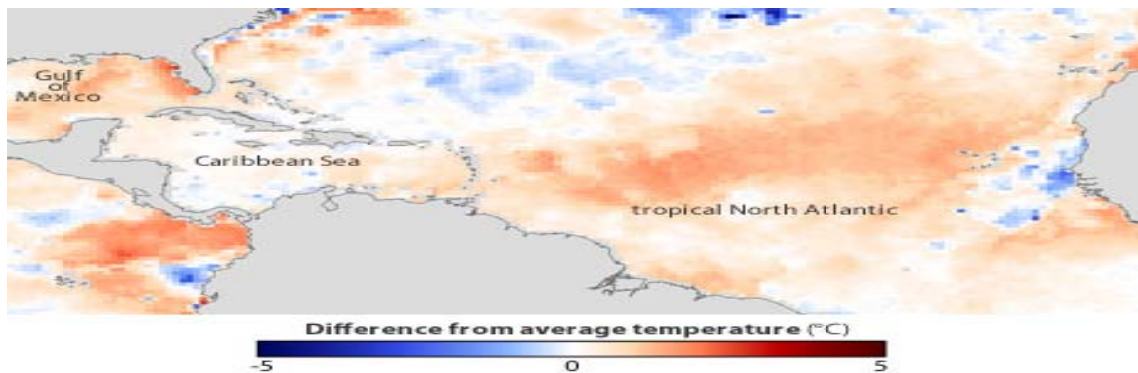 Gulf
of
Mexico
Caribbean Sea
tropical North Atlantic
Difference from average temperature (°C)
-5 0 5